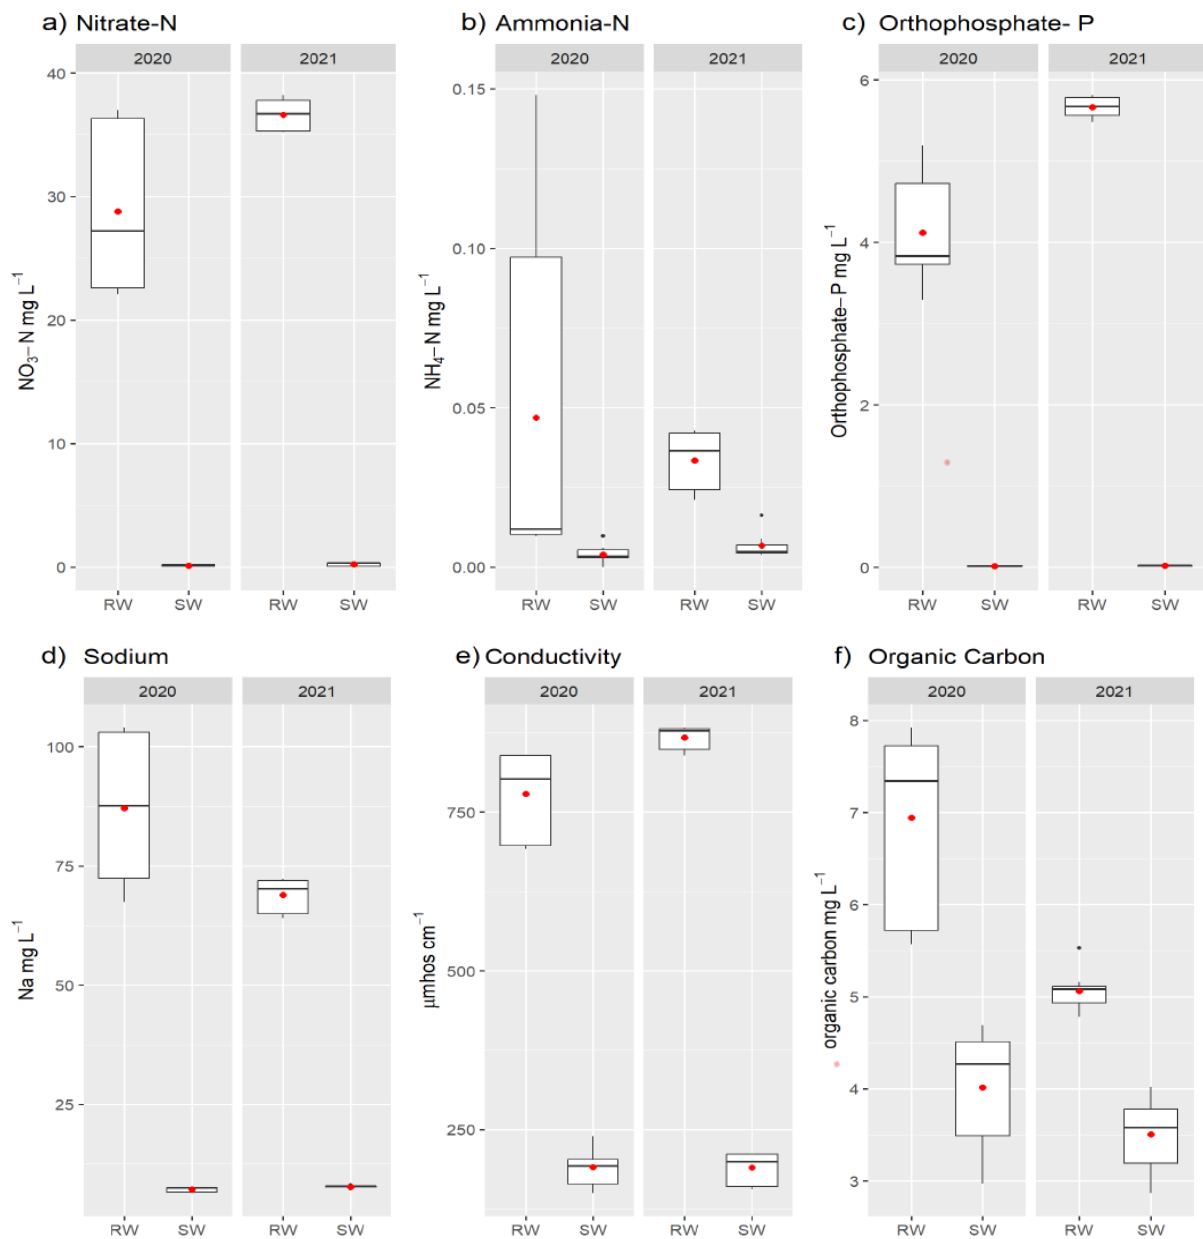 a) Nitrate-N
b) Ammonia-N
c) Orthophosphate- P
2020 2021
2020 2021
2020 2021
NO₃–N mg L⁻¹
40
30
20
10
0
RW SW RW SW
NH₄–N mg L⁻¹
0.15
0.10
0.05
0.00
RW SW RW SW
Orthophosphate–P mg L⁻¹
6
4
2
0
RW SW RW SW
d) Sodium
e) Conductivity
f) Organic Carbon
2020 2021
2020 2021
2020 2021
Na mg L⁻¹
100
75
50
25
RW SW RW SW
µmhos cm⁻¹
750
500
250
RW SW RW SW
organic carbon mg L⁻¹
8
7
6
5
4
3
RW SW RW SW